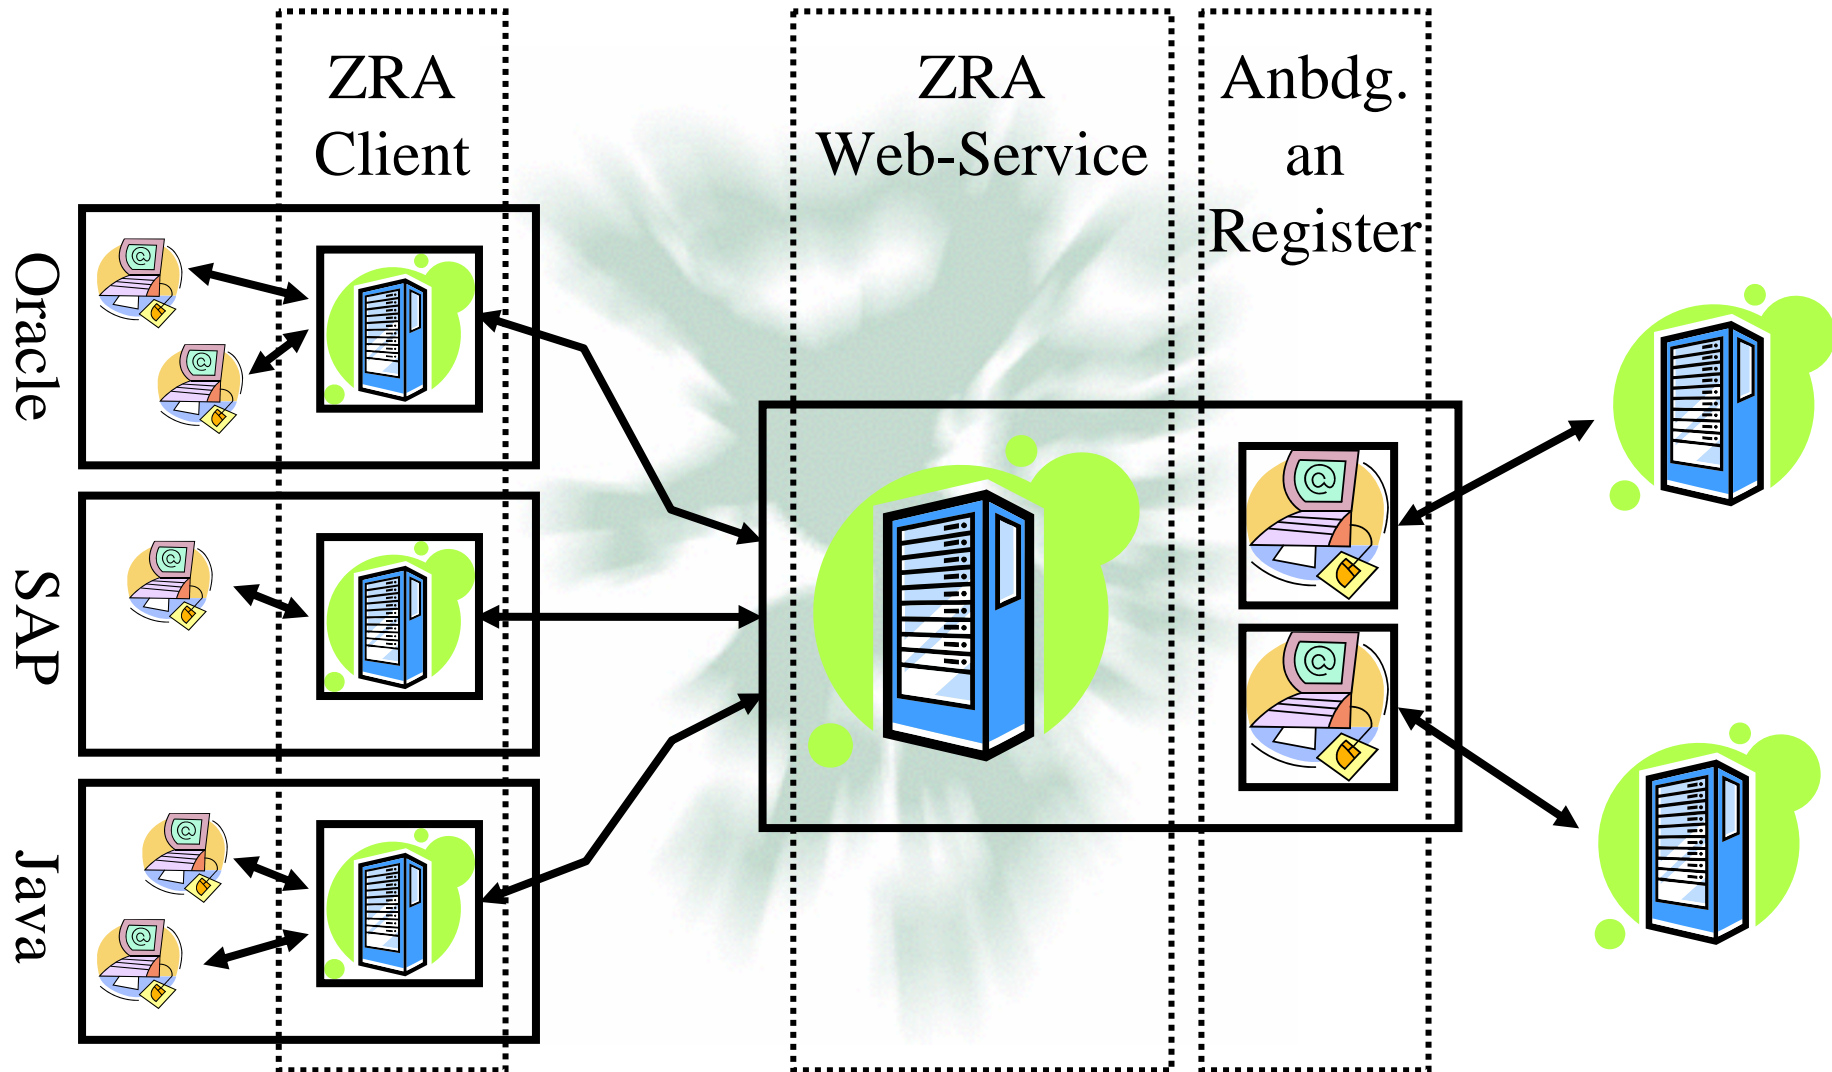 ZRA
Client
ZRA
Web-Service
Anbdg.
an
Register
Oracle
SAP
Java